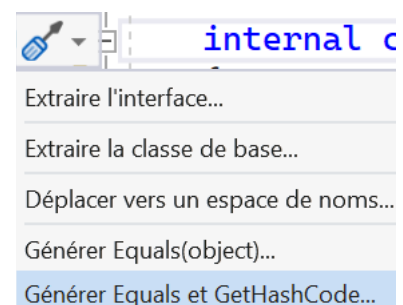 internal c
Extraire l'interface...
Extraire la classe de base...
Déplacer vers un espace de noms...
Générer Equals(object)...
Générer Equals et GetHashCode...